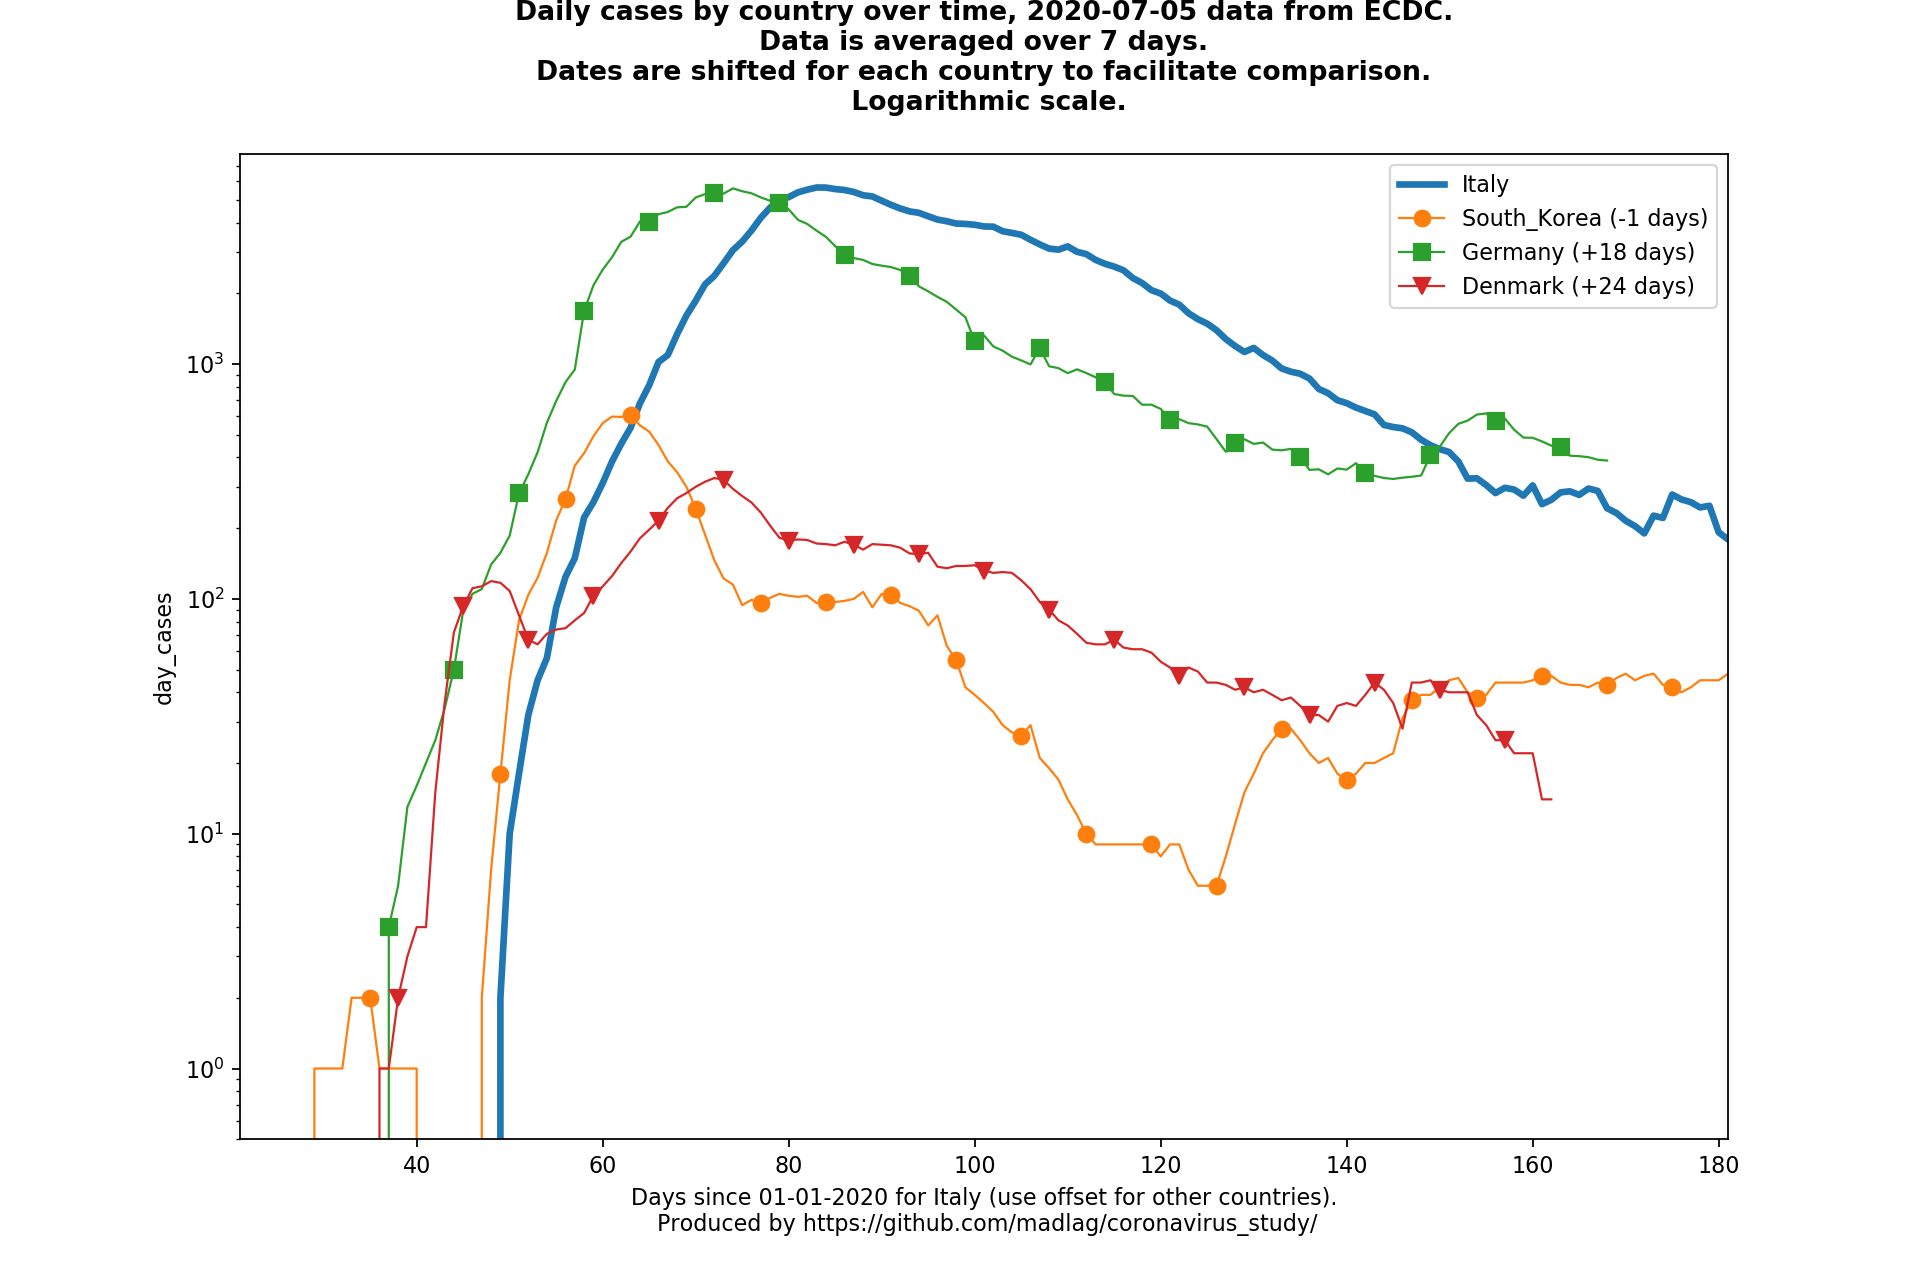 Daily cases by country over time, 2020-07-05 data from ECDC.
Data is averaged over 7 days.
Dates are shifted for each country to facilitate comparison.
Logarithmic scale.
Italy
South_Korea (-1 days)
Germany (+18 days)
Denmark (+24 days)
10³
10²
10¹
10⁰
day_cases
40 60 80 100 120 140 160 180
Days since 01-01-2020 for Italy (use offset for other countries).
Produced by https://github.com/madlag/coronavirus_study/